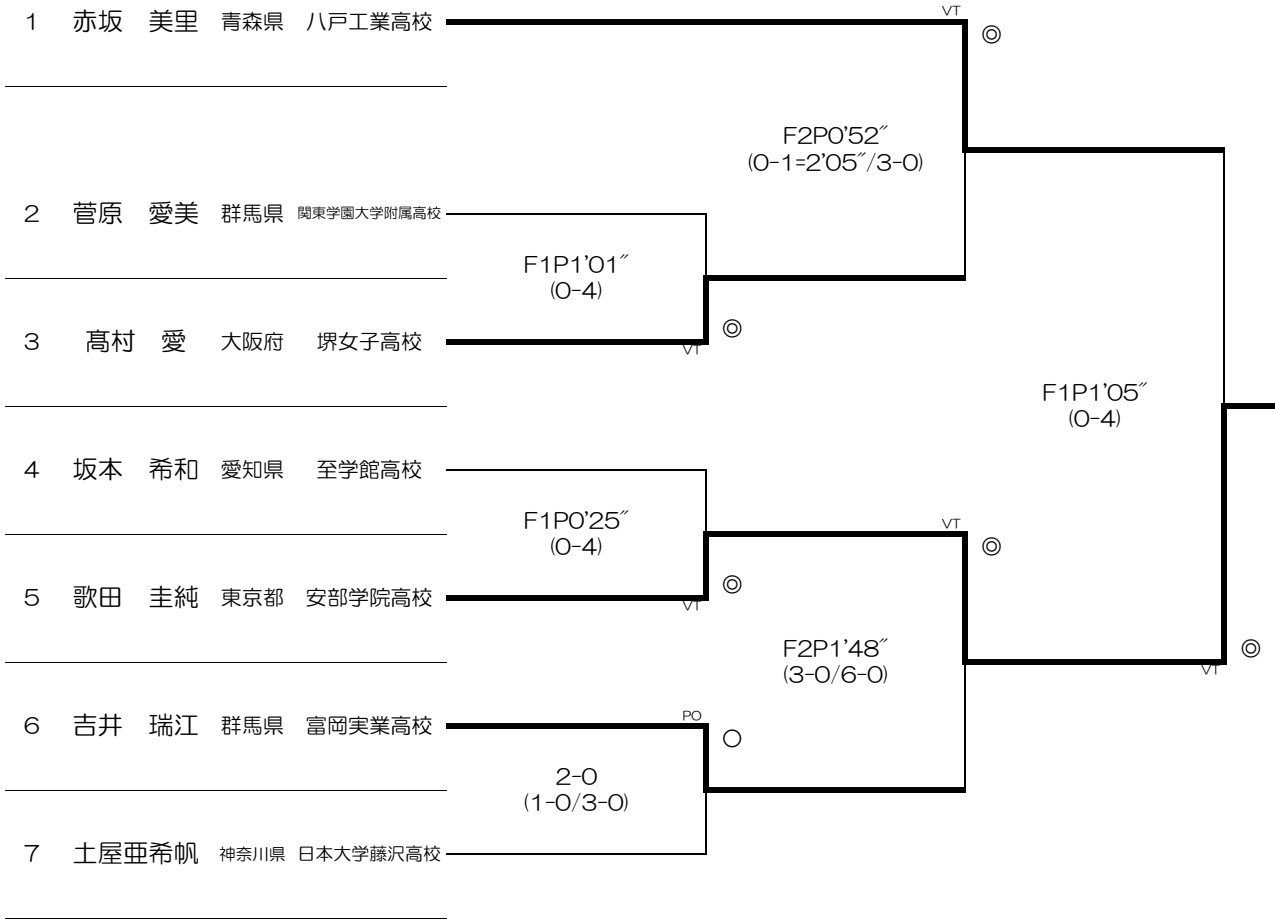 1 赤坂 美里 青森県 八戸工業高校
VT
◎
F2P0'52″
(0-1=2'05″/3-0)
2 菅原 愛美 群馬県 関東学園大学附属高校
F1P1'01″
(0-4)
3 髙村 愛 大阪府 堺女子高校
VT
◎
F1P1'05″
(0-4)
4 坂本 希和 愛知県 至学館高校
F1P0'25″
(0-4)
VT
◎
5 歌田 圭純 東京都 安部学院高校
VT
◎
F2P1'48″
(3-0/6-0)
VT
◎
6 吉井 瑞江 群馬県 富岡実業高校
PO
○
2-0
(1-0/3-0)
7 土屋亜希帆 神奈川県 日本大学藤沢高校